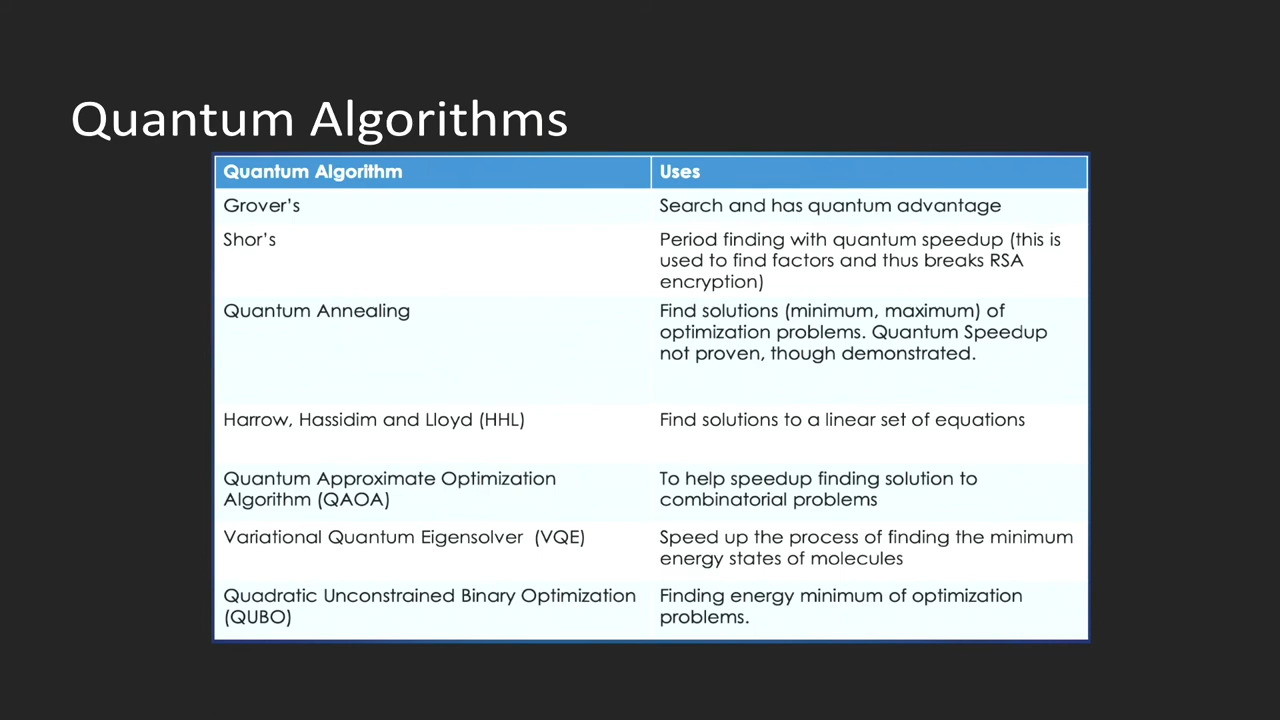 Quantum Algorithms
Quantum Algorithm
Uses
Grover’s
Search and has quantum advantage
Shor’s
Period finding with quantum speedup (this is
used to find factors and thus breaks RSA
encryption)
Quantum Annealing
Find solutions (minimum, maximum) of
optimization problems. Quantum Speedup
not proven, though demonstrated.
Harrow, Hassidim and Lloyd (HHL)
Find solutions to a linear set of equations
Quantum Approximate Optimization
Algorithm (QAOA)
To help speedup finding solution to
combinatorial problems
Variational Quantum Eigensolver (VQE)
Speed up the process of finding the minimum
energy states of molecules
Quadratic Unconstrained Binary Optimization
(QUBO)
Finding energy minimum of optimization
problems.